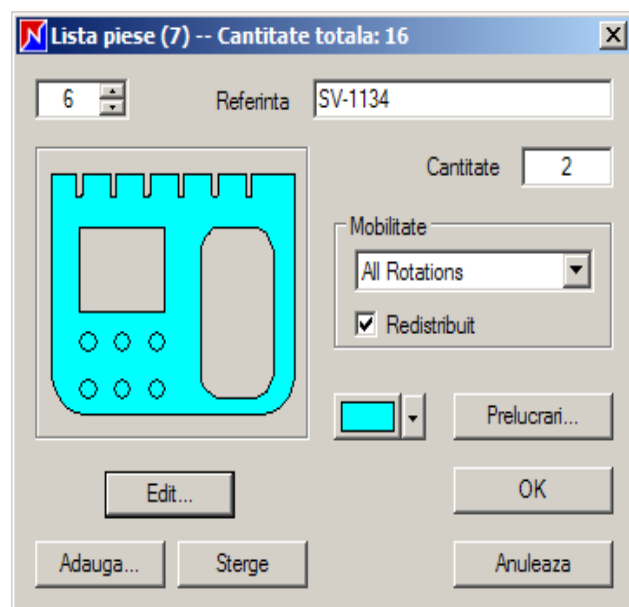 Lista piese (7) -- Cantitate totala: 16
6 Referinta SV-1134
Cantitate 2
Mobilitate
All Rotations
Redistribuit
Prelucrari...
Edit... OK
Adauga... Sterge Anuleaza